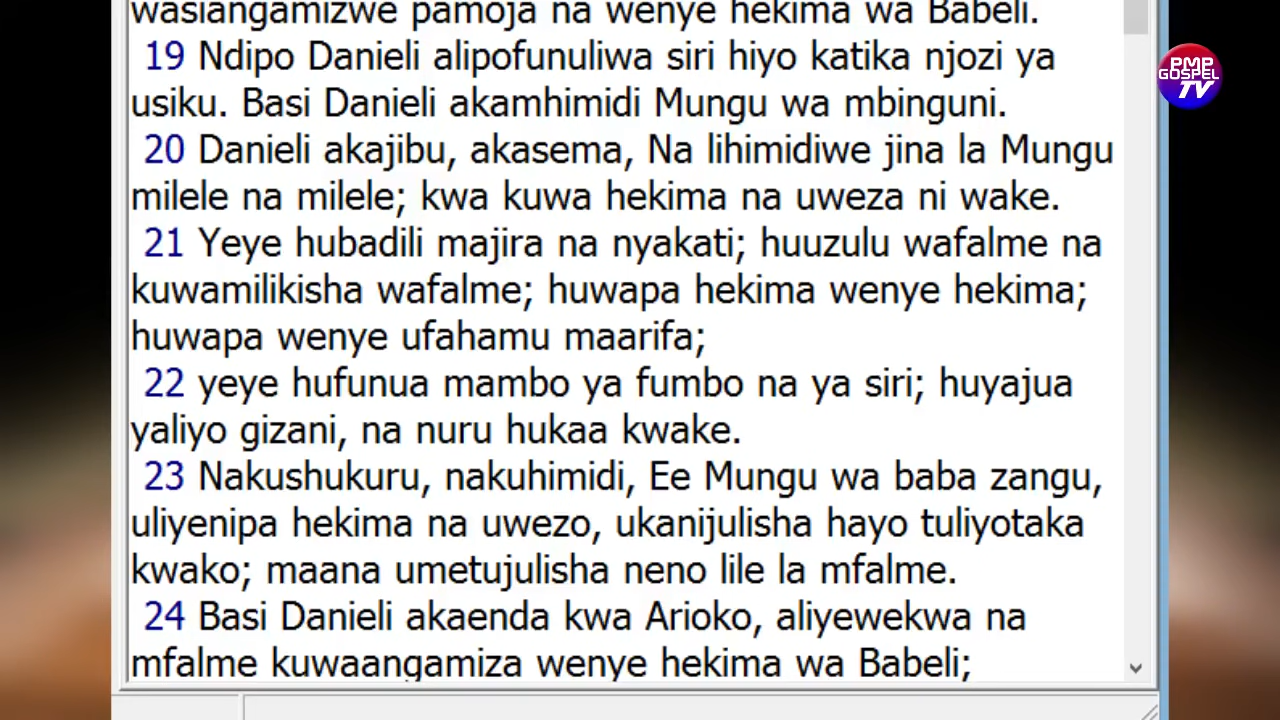 wasiangamizwe pamoja na wenye hekima wa Babeli.
19 Ndipo Danieli alipofunuliwa siri hiyo katika njozi ya
usiku. Basi Danieli akamhimidi Mungu wa mbinguni.
20 Danieli akajibu, akasema, Na lihimidiwe jina la Mungu
milele na milele; kwa kuwa hekima na uweza ni wake.
21 Yeye hubadili majira na nyakati; huuzulu wafalme na
kuwamilikisha wafalme; huwapa hekima wenye hekima;
huwapa wenye ufahamu maarifa;
22 yeye hufunua mambo ya fumbo na ya siri; huyajua
yaliyo gizani, na nuru hukaa kwake.
23 Nakushukuru, nakuhimidi, Ee Mungu wa baba zangu,
uliyenipa hekima na uwezo, ukanijulisha hayo tuliyotaka
kwako; maana umetujulisha neno lile la mfalme.
24 Basi Danieli akaenda kwa Arioko, aliyewekwa na
mfalme kuwaangamiza wenye hekima wa Babeli;
PMP
GOSPEL
TV